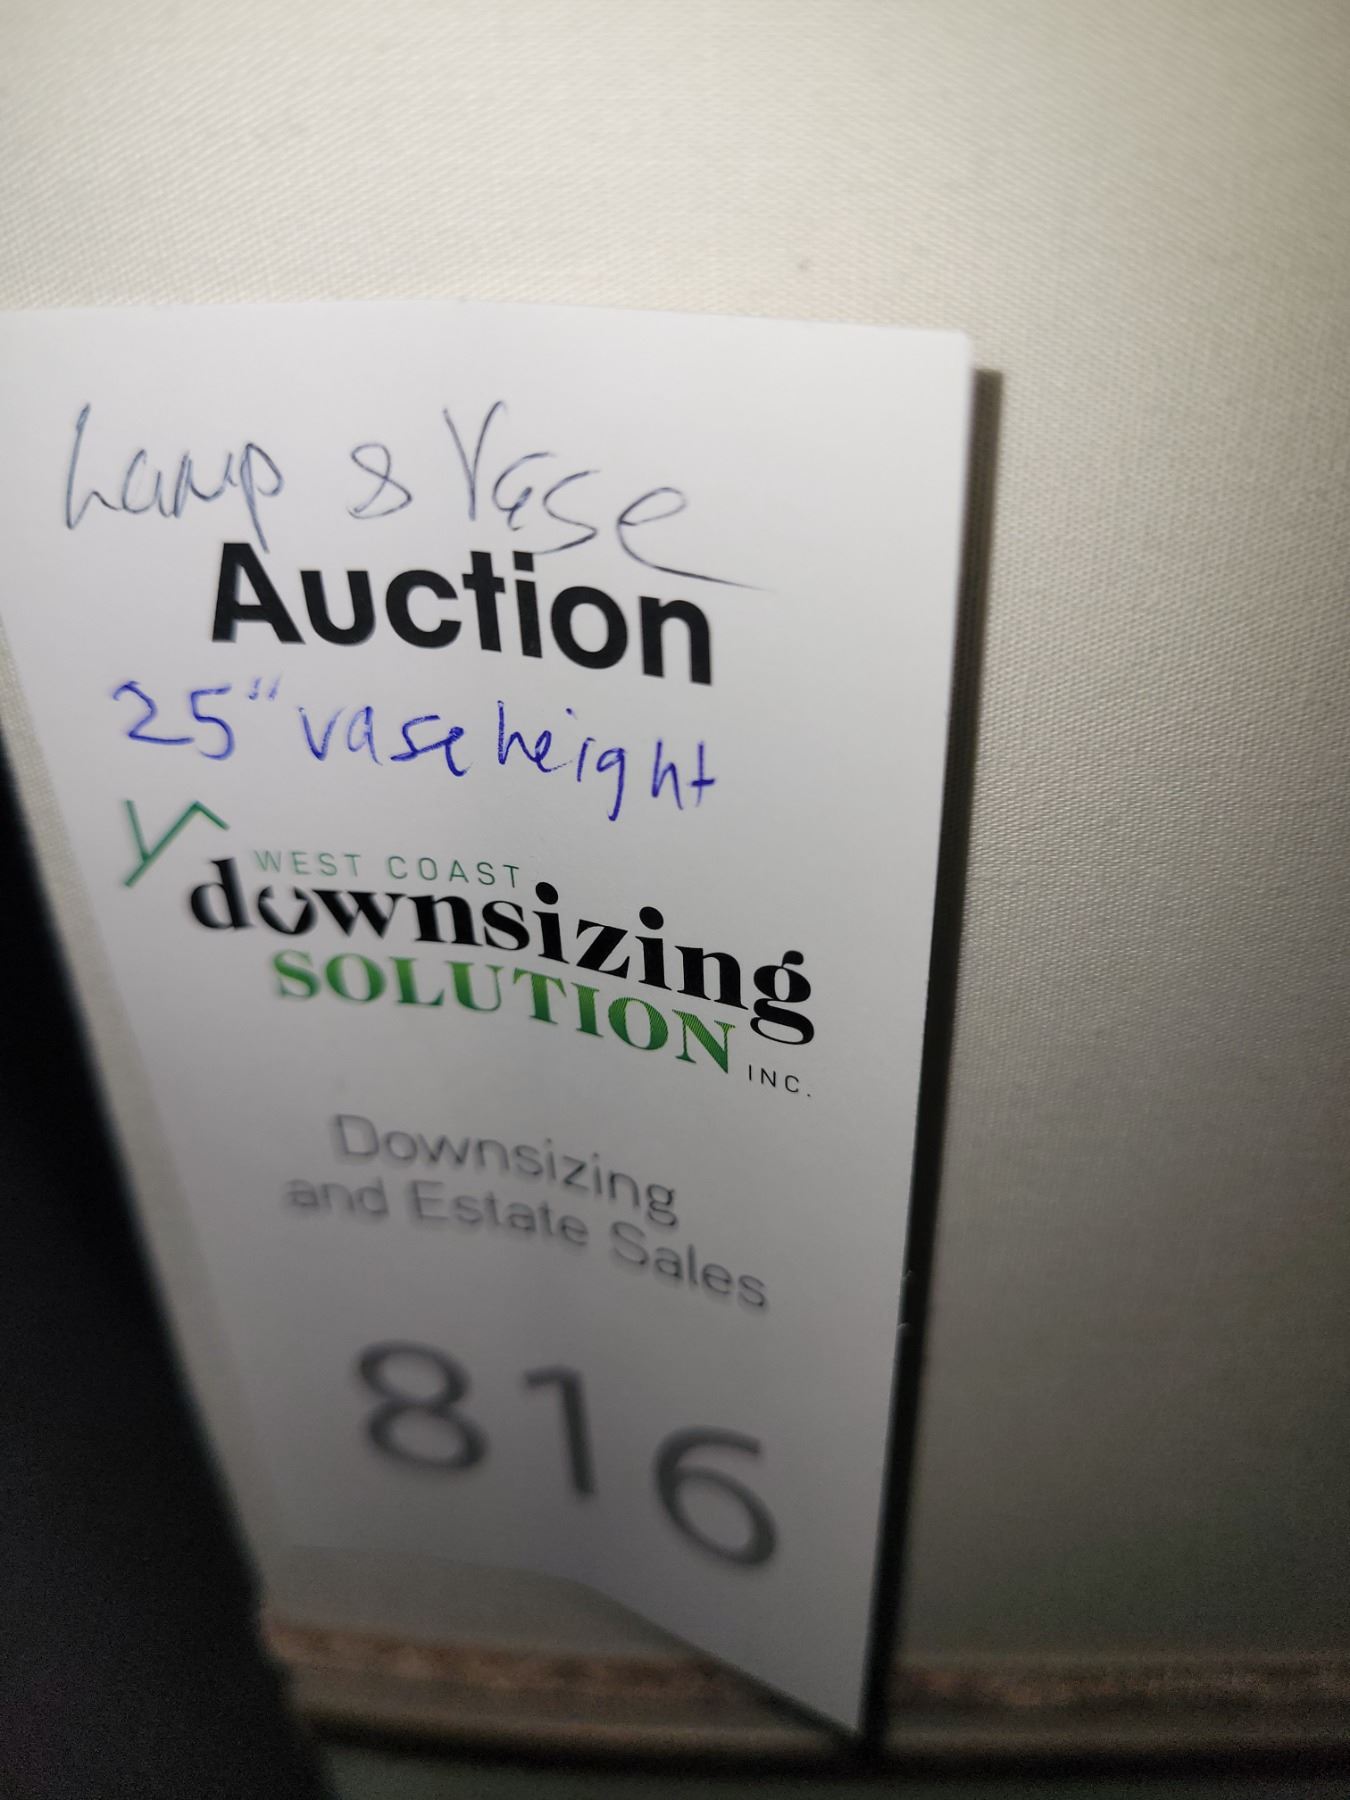 Lamp & Vase
Auction
25" vase height
WEST COAST
downsizing
SOLUTION
INC.
Downsizing
and Estate Sales
816